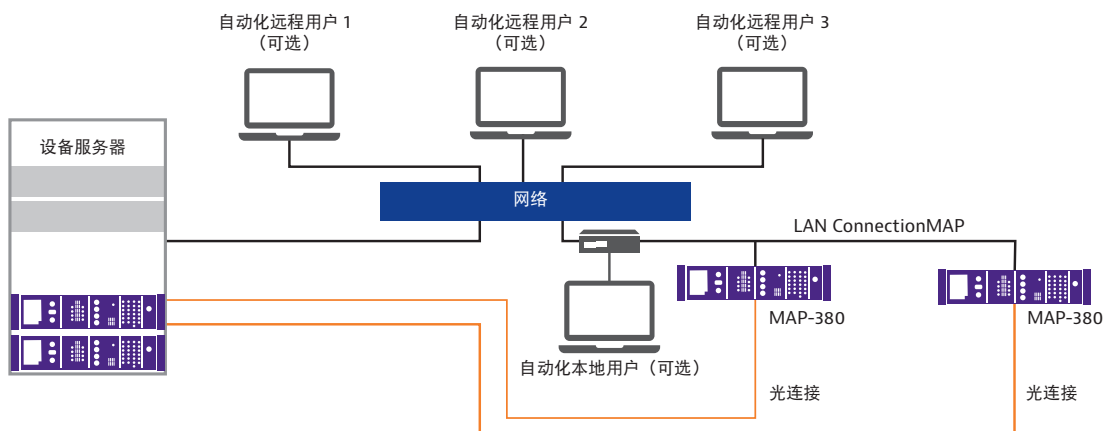 自动化远程用户 1
（可选）
自动化远程用户 2
（可选）
自动化远程用户 3
（可选）
设备服务器
网络
LAN ConnectionMAP
MAP-380
MAP-380
自动化本地用户（可选）
光连接
光连接